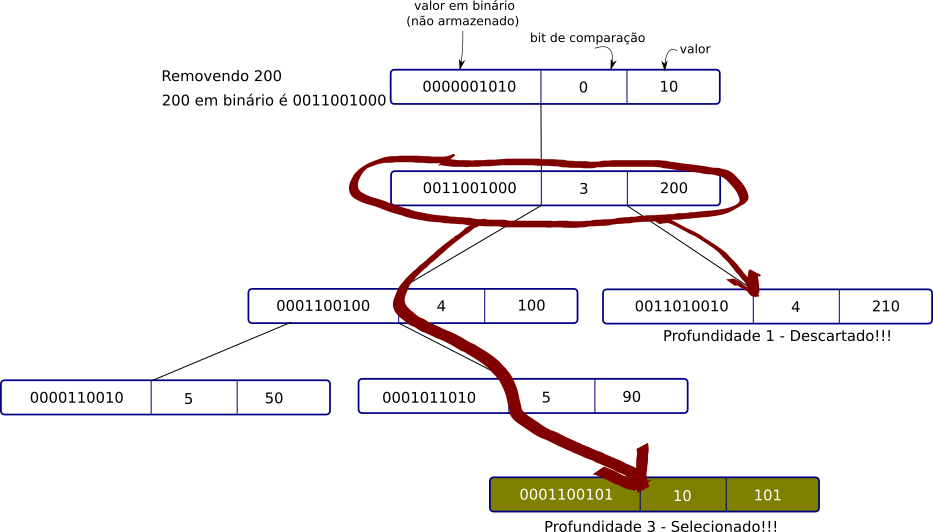 valor em binário
(não armazenado)
bit de comparação
valor
Removendo 200
200 em binário é 0011001000
0000001010 0 10
0011001000 3 200
0001100100 4 100
0011010010 4 210
Profundidade 1 - Descartado!!!
0000110010 5 50
0001011010 5 90
0001100101 10 101
Profundidade 3 - Selecionado!!!